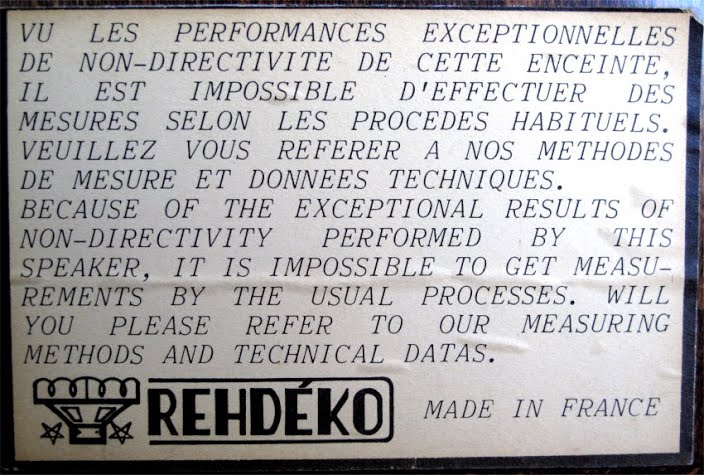 VU LES PERFORMANCES EXCEPTIONNELLES
DE NON-DIRECTIVITE DE CETTE ENCEINTE,
IL EST IMPOSSIBLE D'EFFECTUER DES
MESURES SELON LES PROCEDES HABITUELS.
VEUILLEZ VOUS REFERER A NOS METHODES
DE MESURE ET DONNEES TECHNIQUES.
BECAUSE OF THE EXCEPTIONAL RESULTS OF
NON-DIRECTIVITY PERFORMED BY THIS
SPEAKER, IT IS IMPOSSIBLE TO GET MEASU-
REMENTS BY THE USUAL PROCESSES. WILL
YOU PLEASE REFER TO OUR MEASURING
METHODS AND TECHNICAL DATAS.
REHDÉKO MADE IN FRANCE